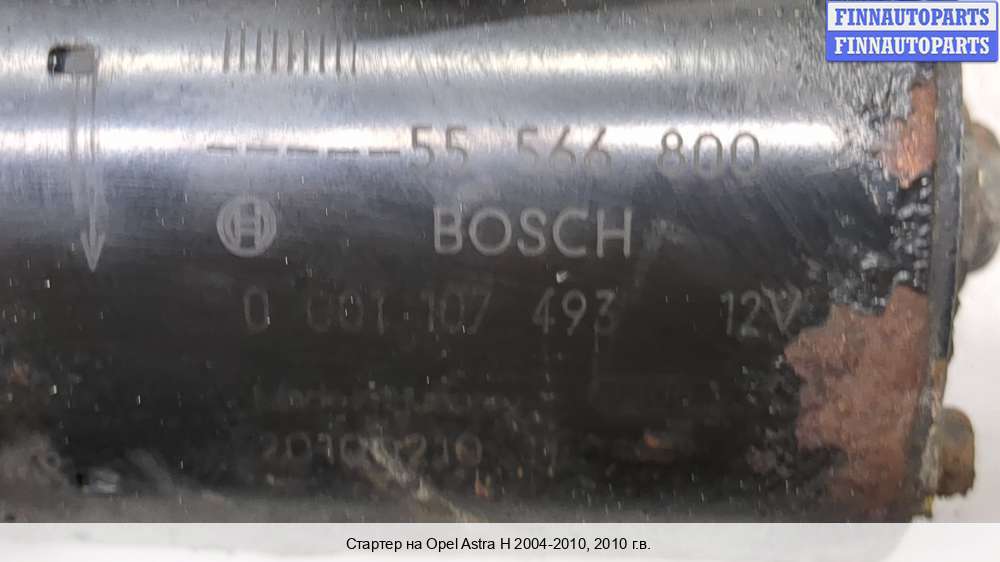 FINNAUTOPARTS
FINNAUTOPARTS
-----55 566 800
BOSCH
0 001 107 493 12V
Стартер на Opel Astra H 2004-2010, 2010 г.в.